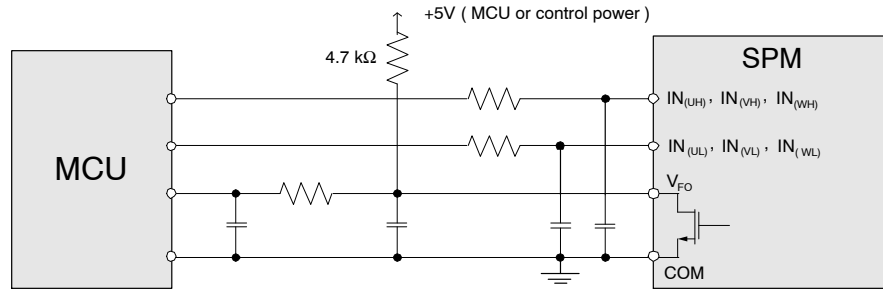 +5V ( MCU or control power )
4.7 kΩ
SPM
MCU
IN(UH) , IN(VH) , IN(WH)
IN(UL) , IN(VL) , IN( WL)
VFO
COM